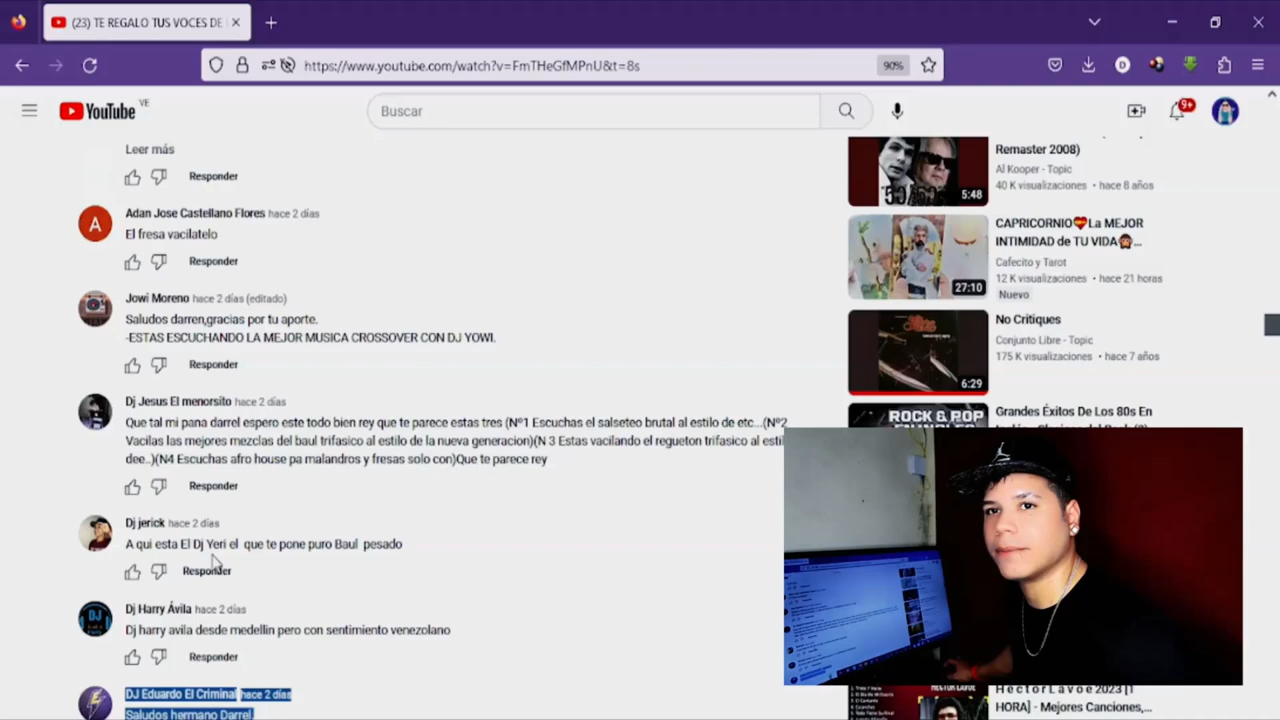 (23) TE REGALO TUS VOCES DE
https://www.youtube.com/watch?v=FmTHeGfMPnU&t=8s
90%
YouTube
VE
Buscar
9+
Leer más
Responder
Adan Jose Castellano Flores hace 2 días
El fresa vacilatelo
Responder
Jowi Moreno hace 2 días (editado)
Saludos darren,gracias por tu aporte.
-ESTAS ESCUCHANDO LA MEJOR MUSICA CROSSOVER CON DJ YOWI.
Responder
Dj Jesus El menorsito hace 2 días
Que tal mi pana darrel espero este todo bien rey que te parece estas tres (Nº1 Escuchas el salseteo brutal al estilo de etc...(Nº2
Vacilas las mejores mezclas del baul trifasico al estilo de la nueva generacion)(N 3 Estas vacilando el regueton trifasico al estil
dee..)(N4 Escuchas afro house pa malandros y fresas solo con)Que te parece rey
Responder
Dj jerick hace 2 días
A qui esta El Dj Yeri el que te pone puro Baul pesado
Responder
Dj Harry Ávila hace 2 días
Dj harry avila desde medellin pero con sentimiento venezolano
Responder
DJ Eduardo El Criminal hace 2 días
Saludos hermano Darrel
Remaster 2008)
Al Kooper - Topic
40 K visualizaciones • hace 8 años
5:48
CAPRICORNIO La MEJOR
INTIMIDAD de TU VIDA ...
Cafecito y Tarot
12 K visualizaciones • hace 21 horas
Nuevo
27:10
No Critiques
Conjunto Libre - Topic
175 K visualizaciones • hace 7 años
6:29
Grandes Éxitos De Los 80s En
ROCK & POP
Hector Lavoe 2023 [1
HORA] - Mejores Canciones,...